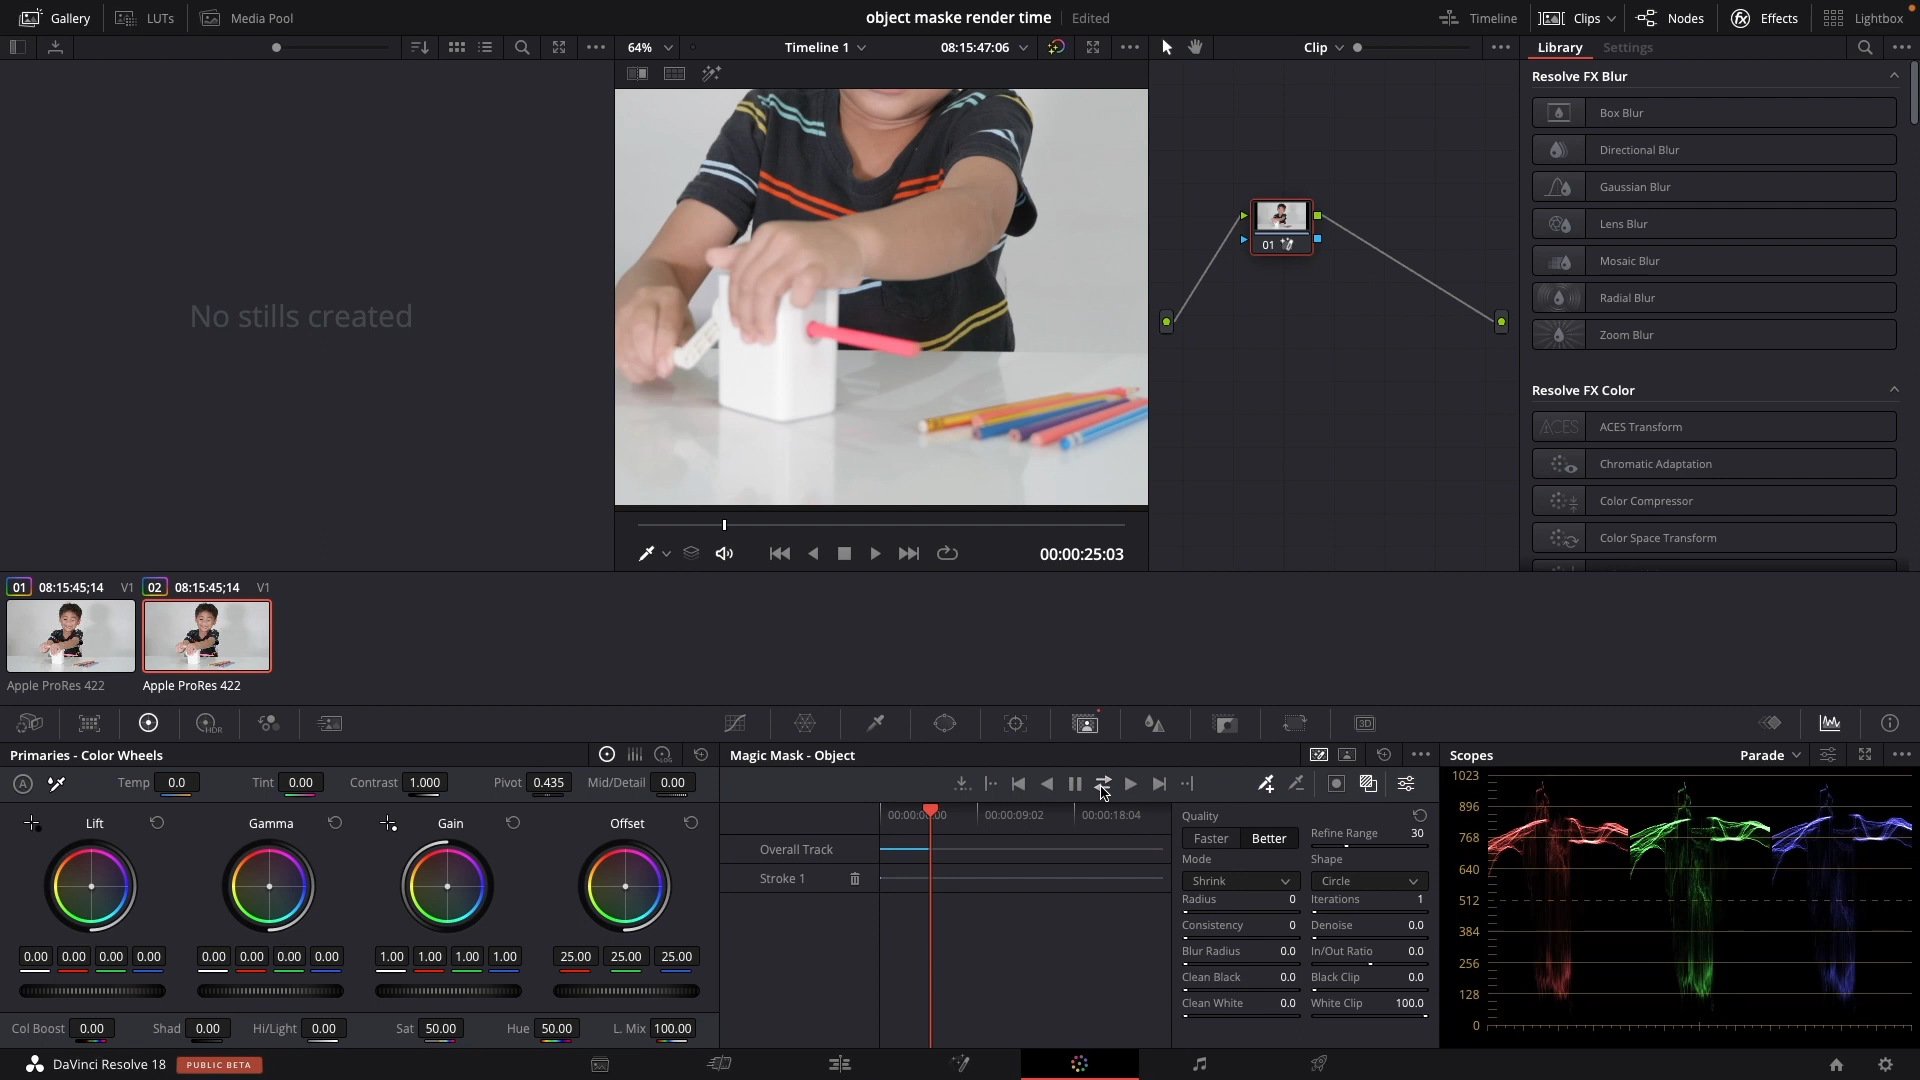 Gallery LUTs Media Pool object maske render time Edited Timeline Clips Nodes Effects Lightbox
64% Timeline 1 08:15:47:06 Clip Library Settings
Resolve FX Blur
Box Blur
Directional Blur
Gaussian Blur
Lens Blur
Mosaic Blur
Radial Blur
Zoom Blur
01
No stills created
Resolve FX Color
ACES ACES Transform
Chromatic Adaptation
Color Compressor
Color Space Transform
00:00:25:03
01 08:15:45;14 V1 02 08:15:45;14 V1
Apple ProRes 422 Apple ProRes 422
HDR 3D
Primaries - Color Wheels LOG Magic Mask - Object Scopes Parade
A Temp 0.0 Tint 0.00 Contrast 1.000 Pivot 0.435 Mid/Detail 0.00
Lift Gamma Gain Offset
0.00 0.00 0.00 0.00 0.00 0.00 0.00 0.00 1.00 1.00 1.00 1.00 25.00 25.00 25.00
Col Boost 0.00 Shad 0.00 Hi/Light 0.00 Sat 50.00 Hue 50.00 L. Mix 100.00
00:00:09:02 00:00:18:04
Overall Track
Stroke 1
Quality
Faster Better Refine Range 30
Mode Shape
Shrink Circle
Radius 0 Iterations 1
Consistency 0 Denoise 0.0
Blur Radius 0.0 In/Out Ratio 0.0
Clean Black 0.0 Black Clip 0.0
Clean White 0.0 White Clip 100.0
1023
896
768
640
512
384
256
128
0
DaVinci Resolve 18 PUBLIC BETA